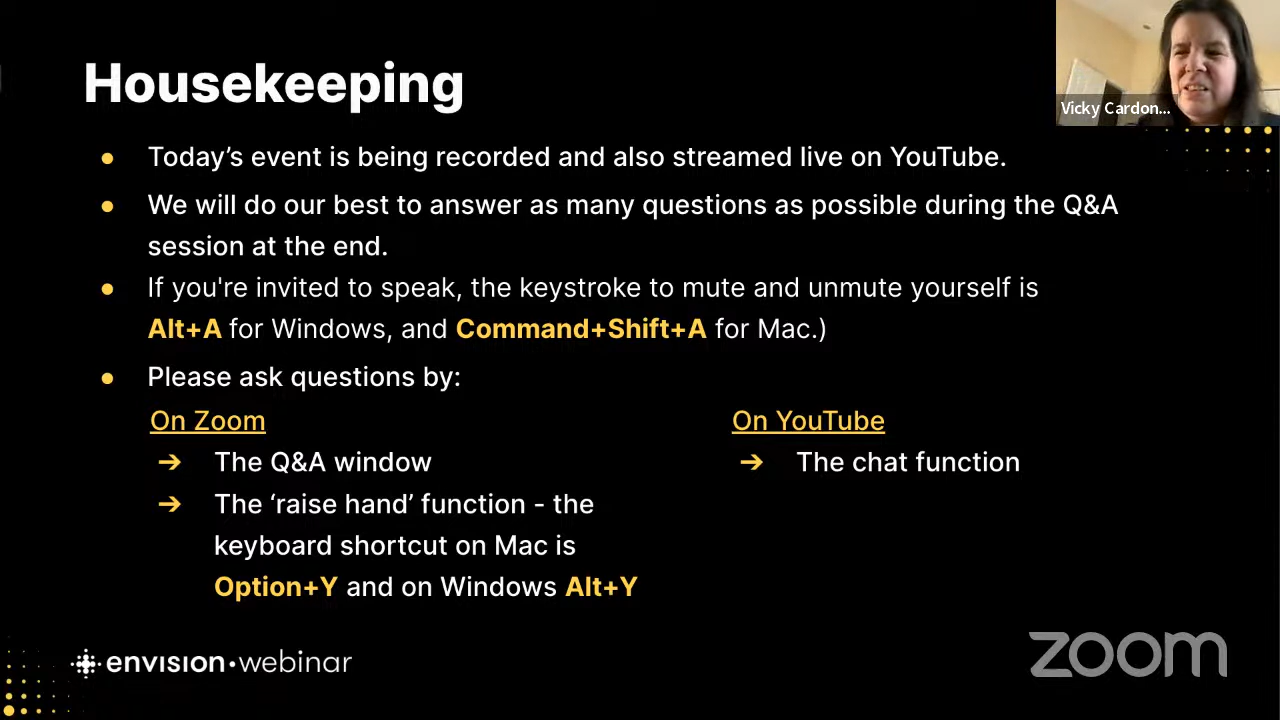 Housekeeping
Vicky Cardon...
● Today’s event is being recorded and also streamed live on YouTube.
● We will do our best to answer as many questions as possible during the Q&A
session at the end.
● If you're invited to speak, the keystroke to mute and unmute yourself is
Alt+A for Windows, and Command+Shift+A for Mac.)
● Please ask questions by:
On Zoom
➔ The Q&A window
➔ The ‘raise hand’ function - the
keyboard shortcut on Mac is
Option+Y and on Windows Alt+Y
On YouTube
➔ The chat function
envision•webinar
zoom